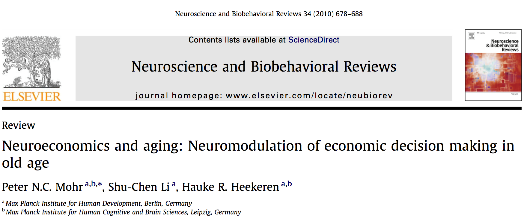 Neuroscience and Biobehavioral Reviews 34 (2010) 678–688
Contents lists available at ScienceDirect
Neuroscience and Biobehavioral Reviews
journal homepage: www.elsevier.com/locate/neubiorev
ELSEVIER
Neuroscience
& Biobehavioral
Reviews
Review
Neuroeconomics and aging: Neuromodulation of economic decision making in
old age
Peter N.C. Mohr a,b,*, Shu-Chen Li a, Hauke R. Heekeren a,b
a Max Planck Institute for Human Development, Berlin, Germany
b Max Planck Institute for Human Cognitive and Brain Sciences, Leipzig, Germany